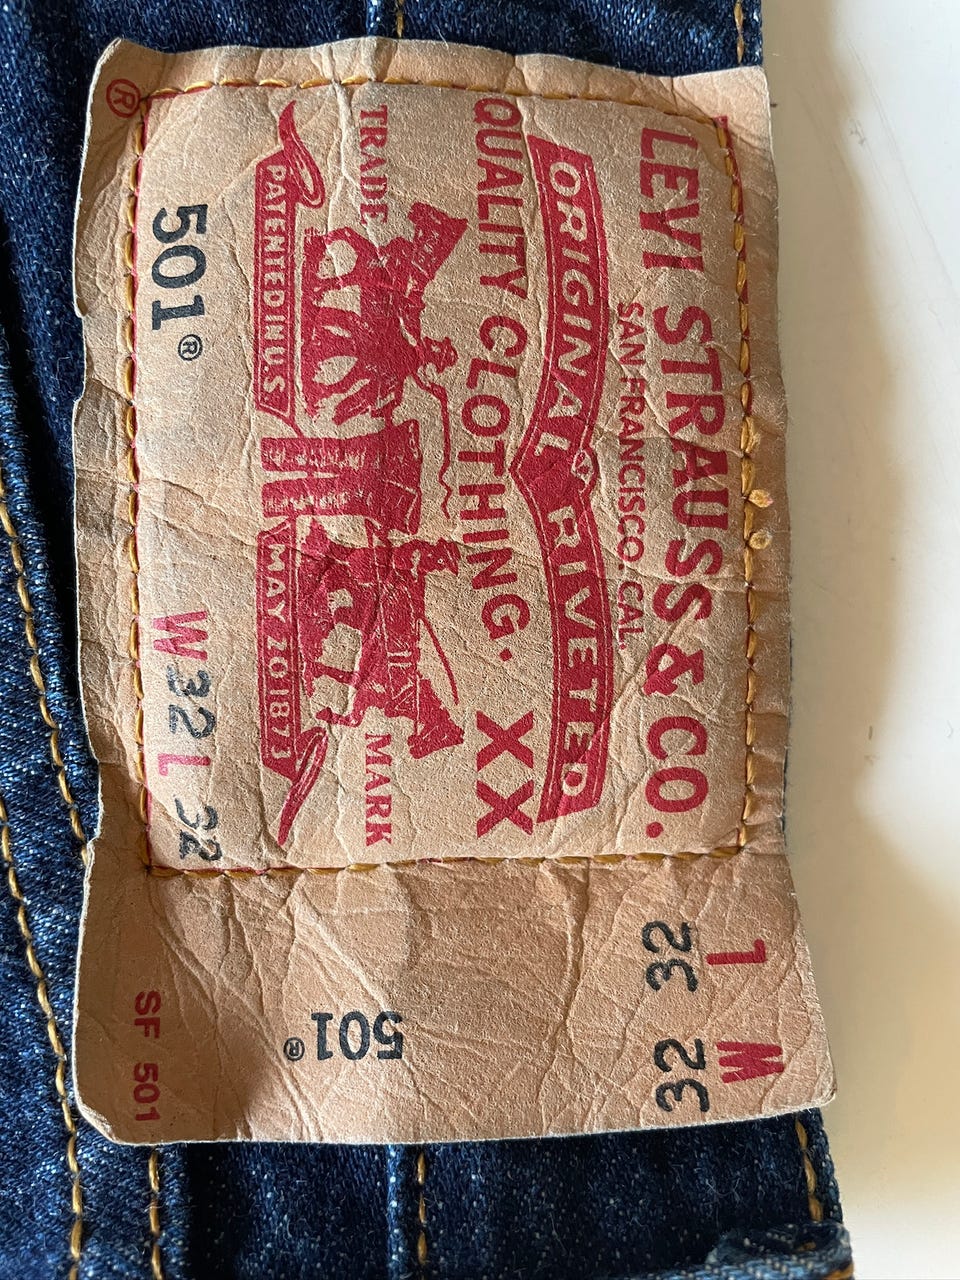 LEVI STRAUSS & CO.
SAN FRANCISCO. CAL.
ORIGINAL RIVETED
QUALITY CLOTHING. XX
TRADE MARK
PATENTED IN U.S. MAY 20 1873
501® W 32 L 32
®
W L
32 32
501®
SF 501